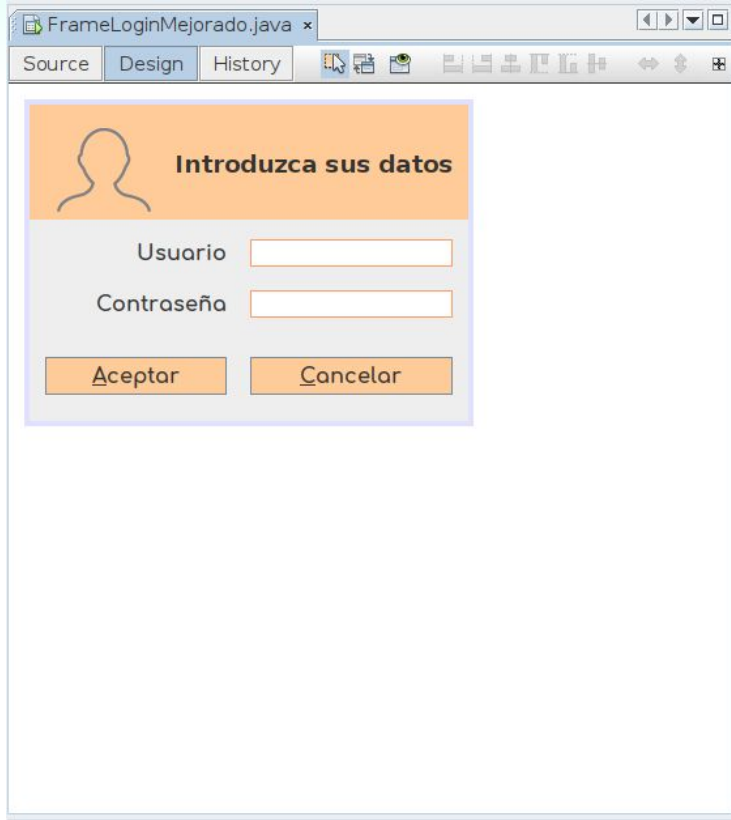 FrameLoginMejorado.java ×
Source Design History
Introduzca sus datos
Usuario
Contraseña
Aceptar Cancelar